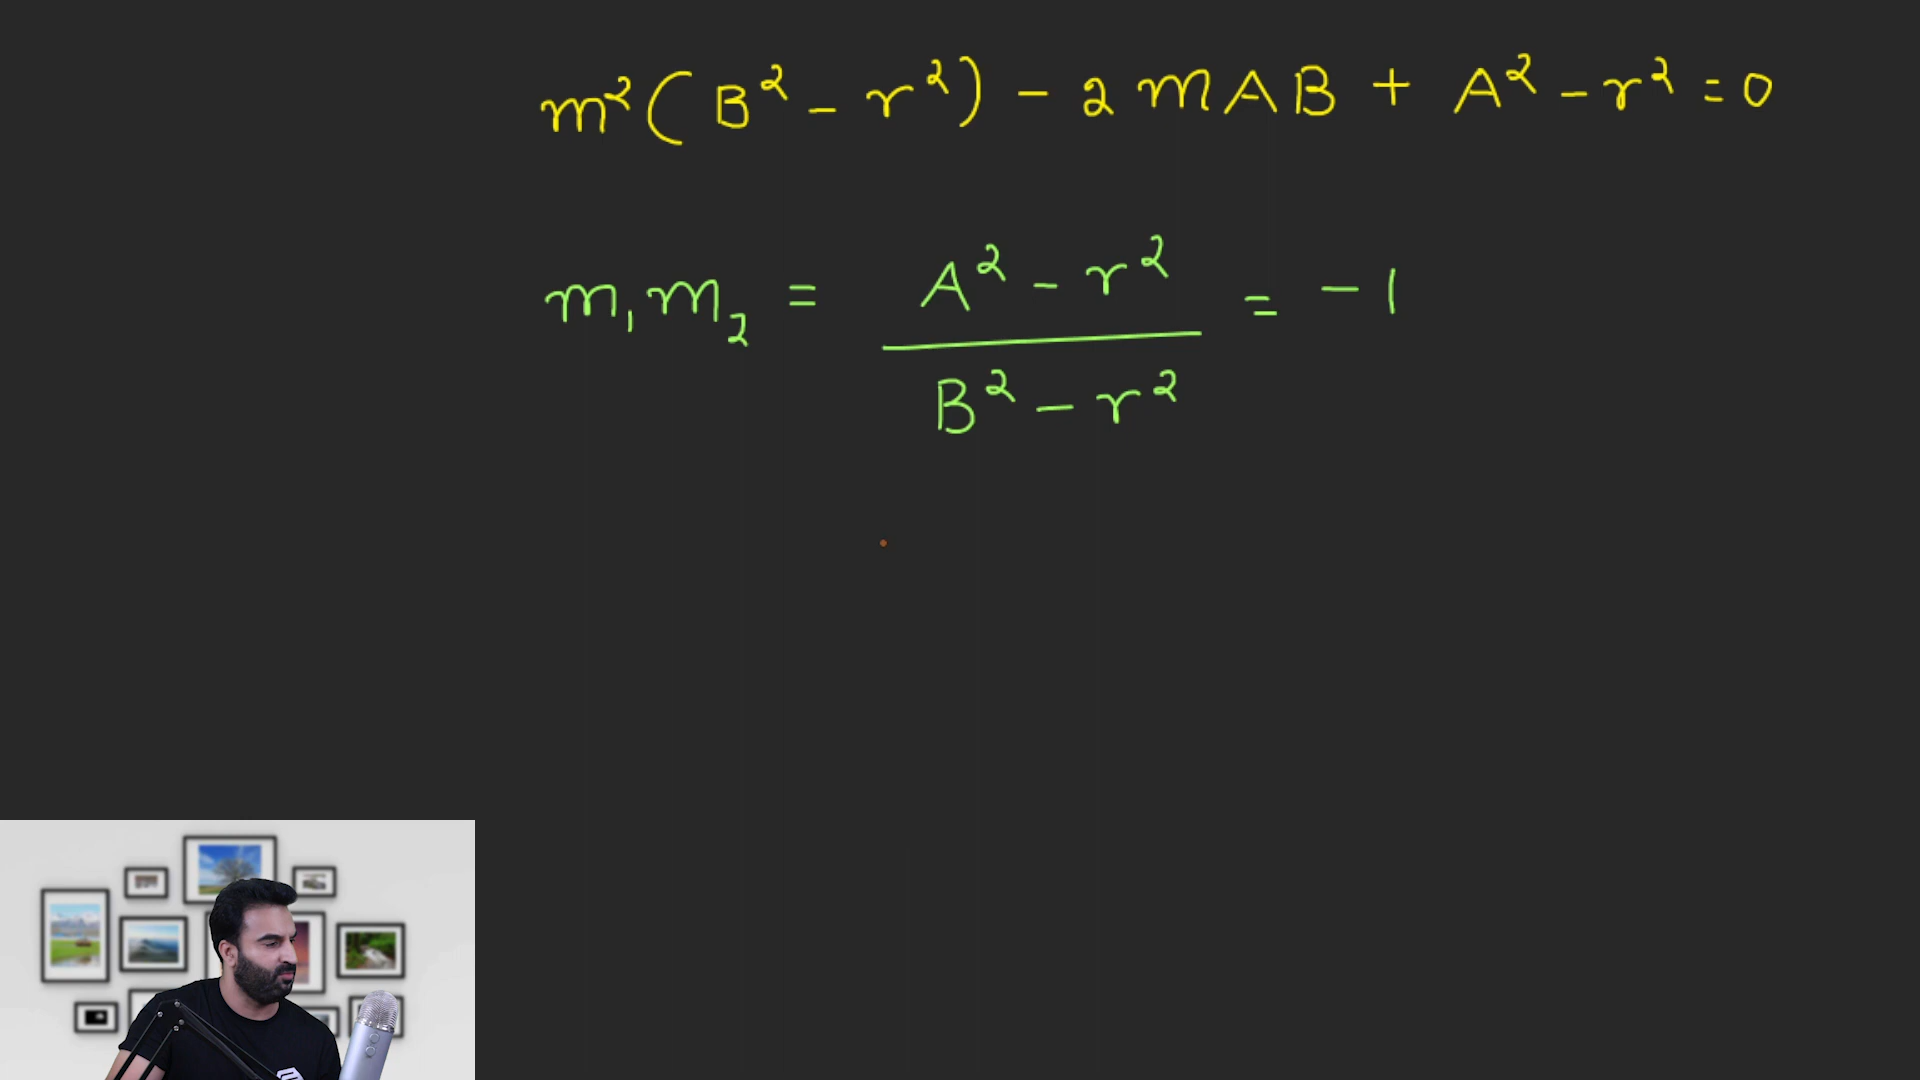 m²(B² - r²) - 2mAB + A² - r² = 0
m₁m₂ = (A² - r²)/(B² - r²) = -1